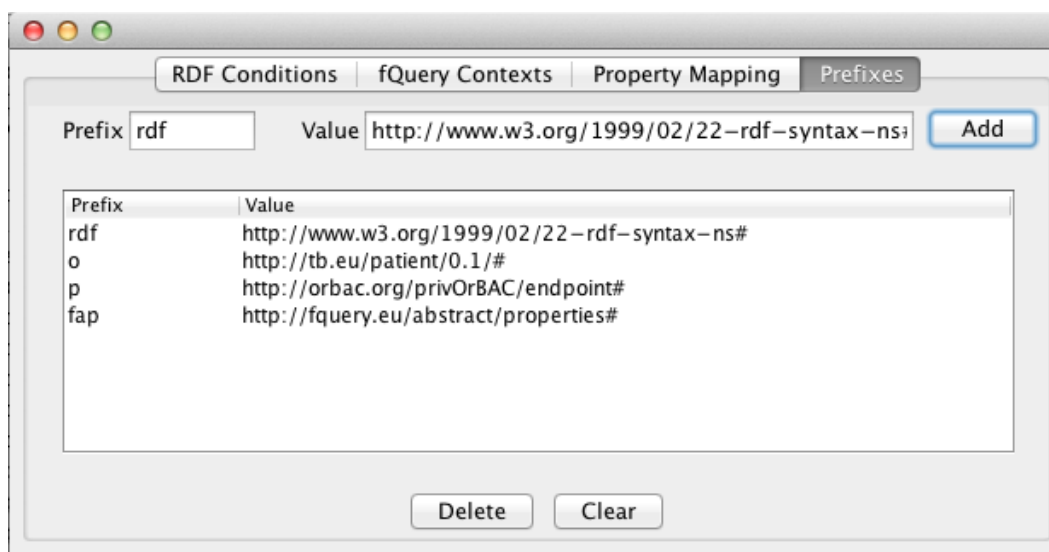 RDF Conditions fQuery Contexts Property Mapping Prefixes
Prefix rdf Value http://www.w3.org/1999/02/22-rdf-syntax-ns# Add
Prefix Value
rdf http://www.w3.org/1999/02/22-rdf-syntax-ns#
o http://tb.eu/patient/0.1/#
p http://orbac.org/privOrBAC/endpoint#
fap http://fquery.eu/abstract/properties#
Delete Clear